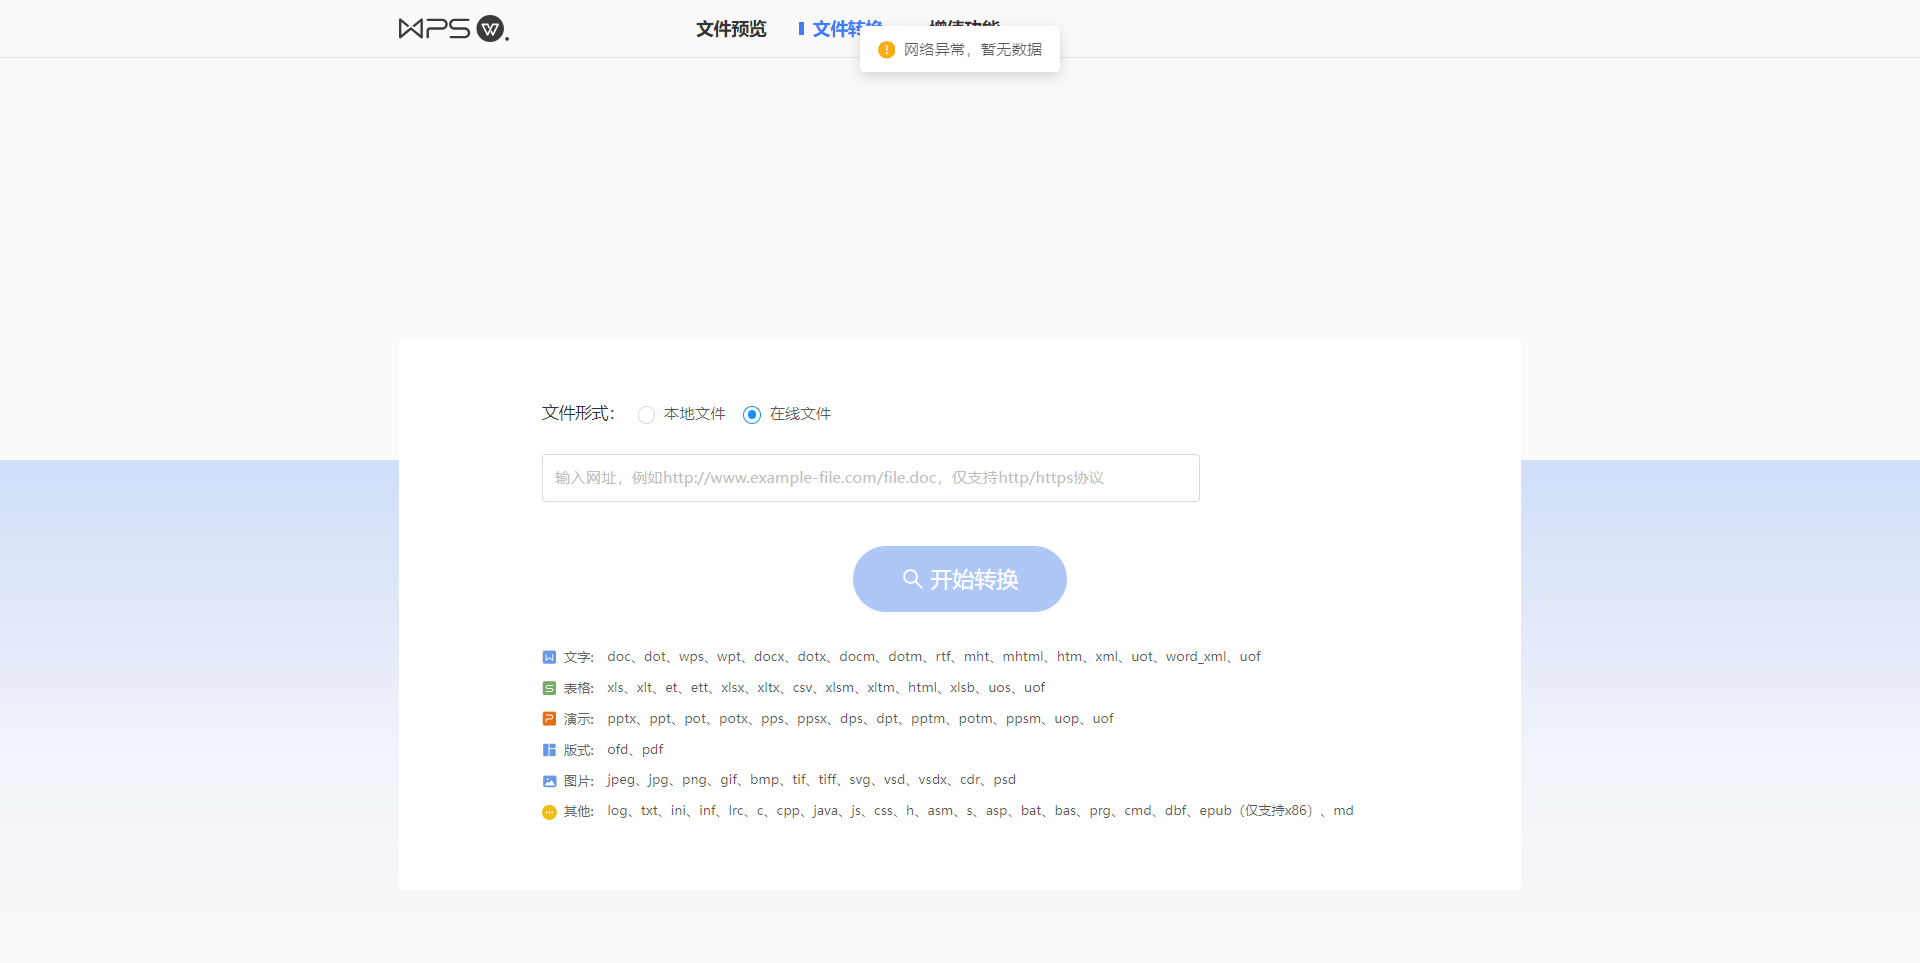 WPS
文件预览
文件转换
增值功能
网络异常，暂无数据
文件形式：
本地文件
在线文件
输入网址，例如http://www.example-file.com/file.doc，仅支持http/https协议
开始转换
文字: doc、dot、wps、wpt、docx、dotx、docm、dotm、rtf、mht、mhtml、htm、xml、uot、word_xml、uof
表格: xls、xlt、et、ett、xlsx、xltx、csv、xlsm、xltm、html、xlsb、uos、uof
演示: pptx、ppt、pot、potx、pps、ppsx、dps、dpt、pptm、potm、ppsm、uop、uof
版式: ofd、pdf
图片: jpeg、jpg、png、gif、bmp、tif、tiff、svg、vsd、vsdx、cdr、psd
其他: log、txt、ini、inf、lrc、c、cpp、java、js、css、h、asm、s、asp、bat、bas、prg、cmd、dbf、epub（仅支持x86）、md